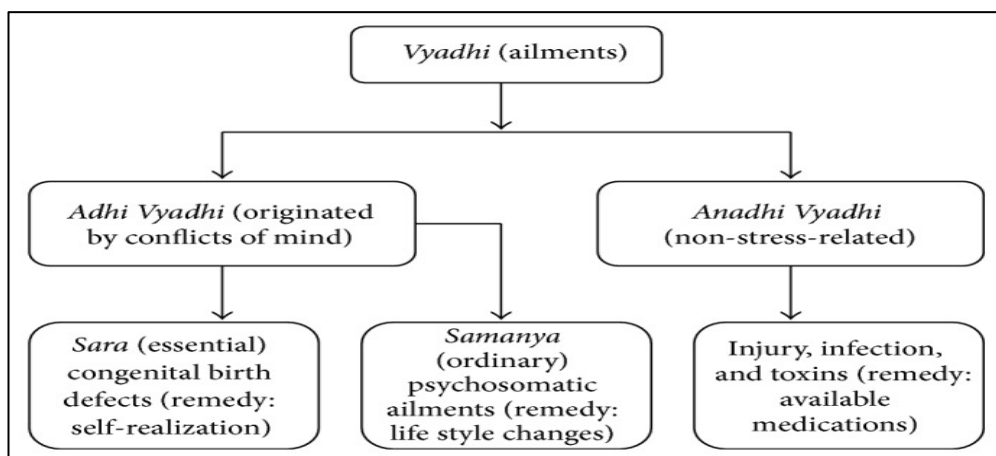 Vyadhi (ailments)
Adhi Vyadhi (originated
by conflicts of mind)
Anadhi Vyadhi
(non-stress-related)
Sara (essential)
congenital birth
defects (remedy:
self-realization)
Samanya
(ordinary)
psychosomatic
ailments (remedy:
life style changes)
Injury, infection,
and toxins (remedy:
available
medications)